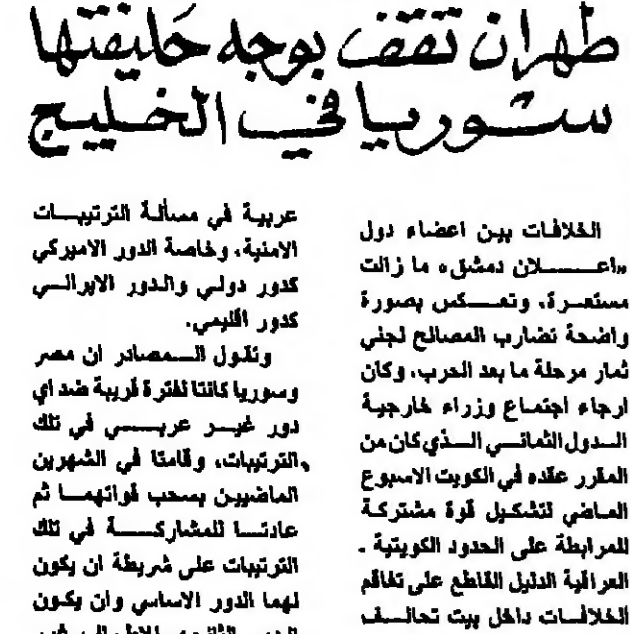 طهران تقف بوجه حليفتها
سوريا في الخليج
الخلافات بين اعضاء دول
«اعلان دمشق» ما زالت
مستعرة، وتعكس بصورة
واضحة تضارب المصالح لجني
ثمار مرحلة ما بعد الحرب، وكان
ارجاء اجتماع وزراء خارجية
الدول الثماني الذي كان من
المقرر عقده في الكويت الاسبوع
الماضي لتشكيل قوة مشتركة
للمرابطة على الحدود الكويتية ـ
العراقية الدليل القاطع على تفاقم
الخلافات داخل بيت تحالف
عربية في مسألة الترتيبات
الامنية، وخاصة الدور الاميركي
كدور دولي والدور الايراني
كدور اقليمي.
وتقول المصادر ان مصر
وسوريا كانتا لفترة قريبة ضد اي
دور غير عربي في تلك
الترتيبات، وقامتا في الشهرين
الماضيين بسحب قواتهما ثم
عادتا للمشاركة في تلك
الترتيبات على شريطة ان يكون
لهما الدور الاساسي وان يكون